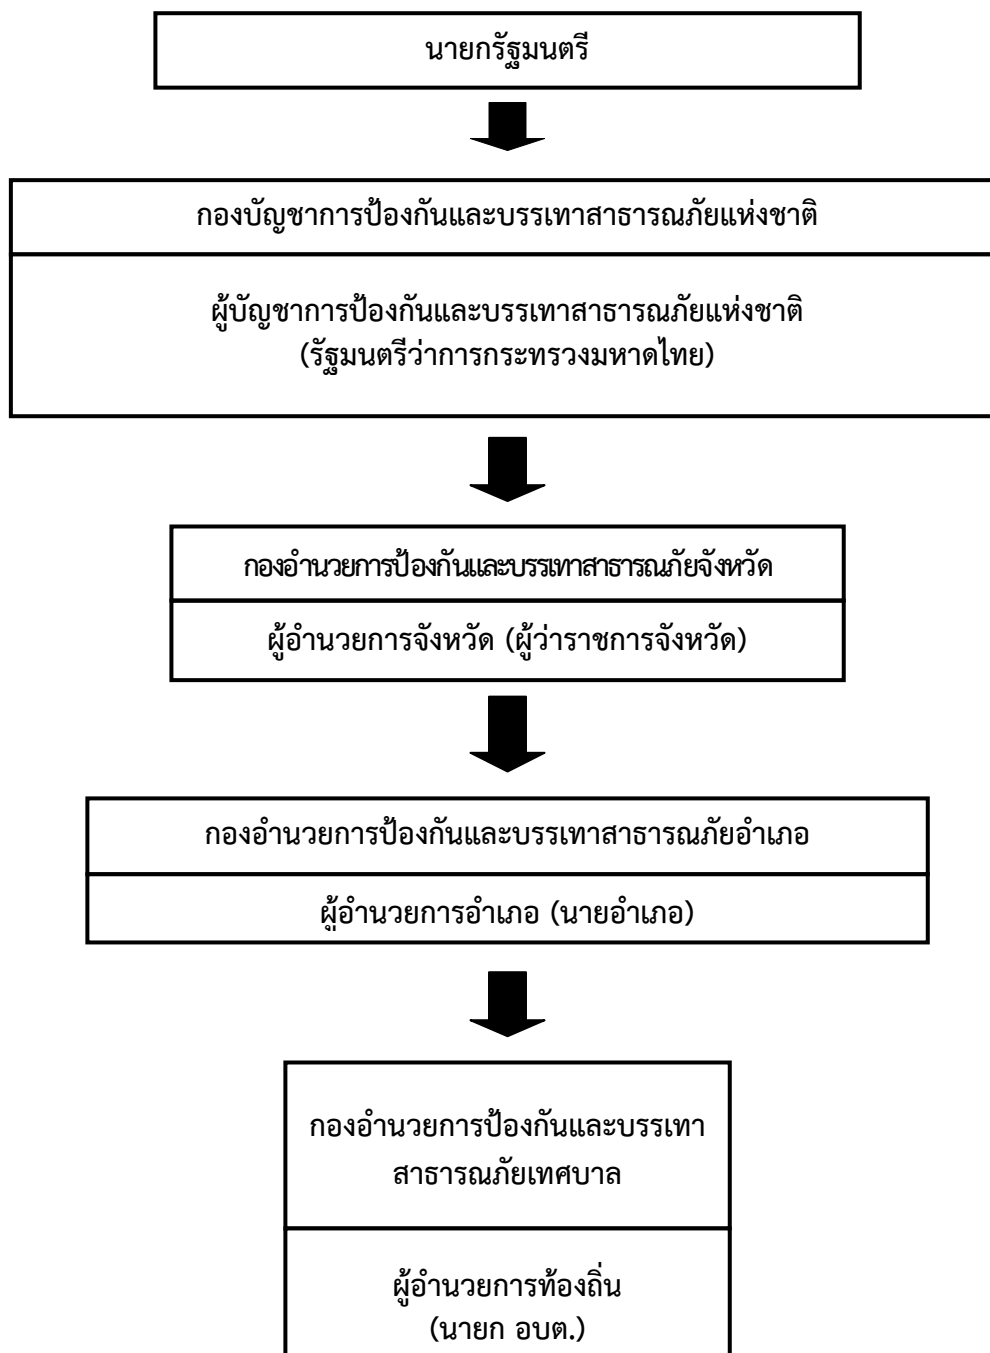 นายกรัฐมนตรี
กองบัญชาการป้องกันและบรรเทาสาธารณภัยแห่งชาติ
ผู้บัญชาการป้องกันและบรรเทาสาธารณภัยแห่งชาติ
(รัฐมนตรีว่าการกระทรวงมหาดไทย)
กองอำนวยการป้องกันและบรรเทาสาธารณภัยจังหวัด
ผู้อำนวยการจังหวัด (ผู้ว่าราชการจังหวัด)
กองอำนวยการป้องกันและบรรเทาสาธารณภัยอำเภอ
ผู้อำนวยการอำเภอ (นายอำเภอ)
กองอำนวยการป้องกันและบรรเทา
สาธารณภัยเทศบาล
ผู้อำนวยการท้องถิ่น
(นายก อบต.)